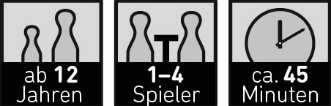 ab 12
Jahren
1–4
Spieler
ca. 45
Minuten